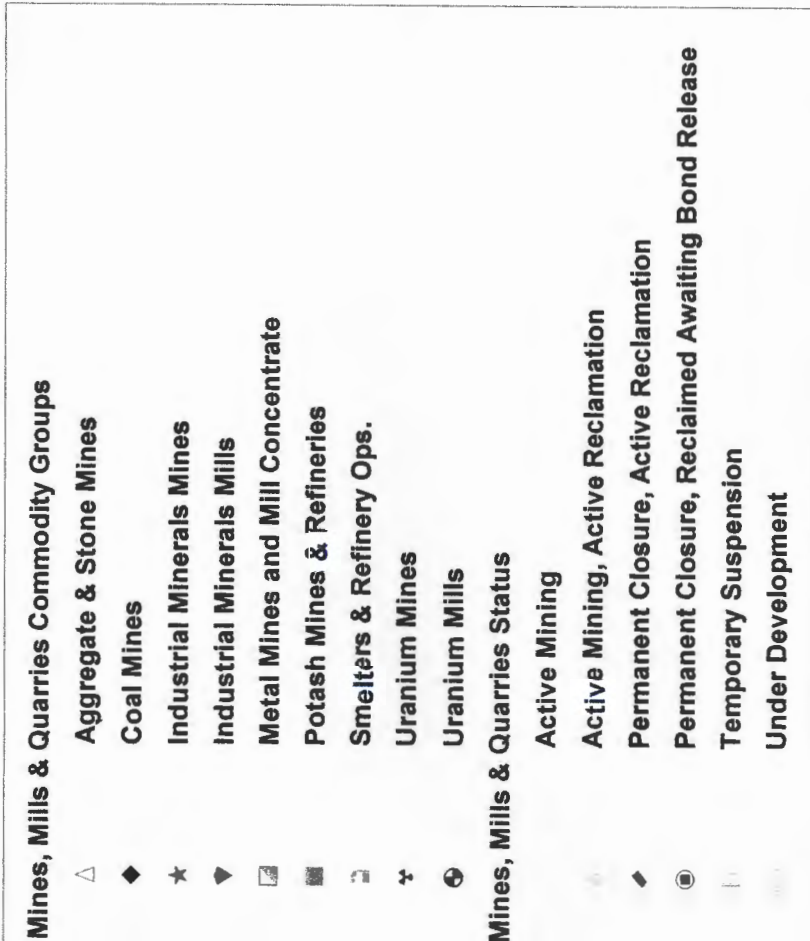 Mines, Mills & Quarries Commodity Groups
Aggregate & Stone Mines
Coal Mines
Industrial Minerals Mines
Industrial Minerals Mills
Metal Mines and Mill Concentrate
Potash Mines & Refineries
Smelters & Refinery Ops.
Uranium Mines
Uranium Mills
Mines, Mills & Quarries Status
Active Mining
Active Mining, Active Reclamation
Permanent Closure, Active Reclamation
Permanent Closure, Reclaimed Awaiting Bond Release
Temporary Suspension
Under Development